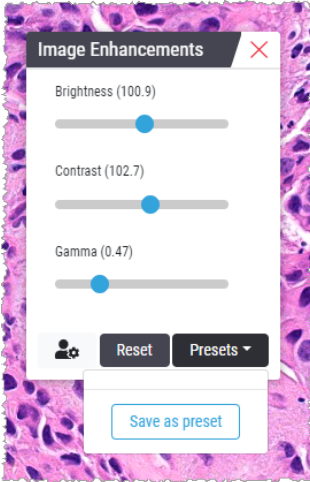 Image Enhancements
Brightness (100.9)
Contrast (102.7)
Gamma (0.47)
Reset
Presets
Save as preset